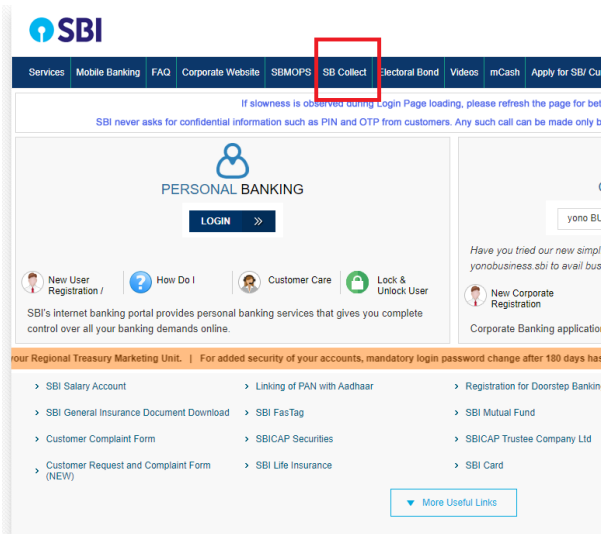 SBI
Services Mobile Banking FAQ Corporate Website SBMOPS SB Collect Electoral Bond Videos mCash Apply for SB/ Cu
If slowness is observed during Login Page loading, please refresh the page for bet
SBI never asks for confidential information such as PIN and OTP from customers. Any such call can be made only b
PERSONAL BANKING
LOGIN »
New User
Registration /
How Do I
Customer Care
Lock &
Unlock User
SBI's internet banking portal provides personal banking services that gives you complete
control over all your banking demands online.
yono BU
Have you tried our new simpl
yonobusiness.sbi to avail bus
New Corporate
Registration
Corporate Banking application
our Regional Treasury Marketing Unit. | For added security of your accounts, mandatory login password change after 180 days has
SBI Salary Account
Linking of PAN with Aadhaar
Registration for Doorstep Bankin
SBI General Insurance Document Download
SBI FasTag
SBI Mutual Fund
Customer Complaint Form
SBICAP Securities
SBICAP Trustee Company Ltd
Customer Request and Complaint Form
(NEW)
SBI Life Insurance
SBI Card
More Useful Links